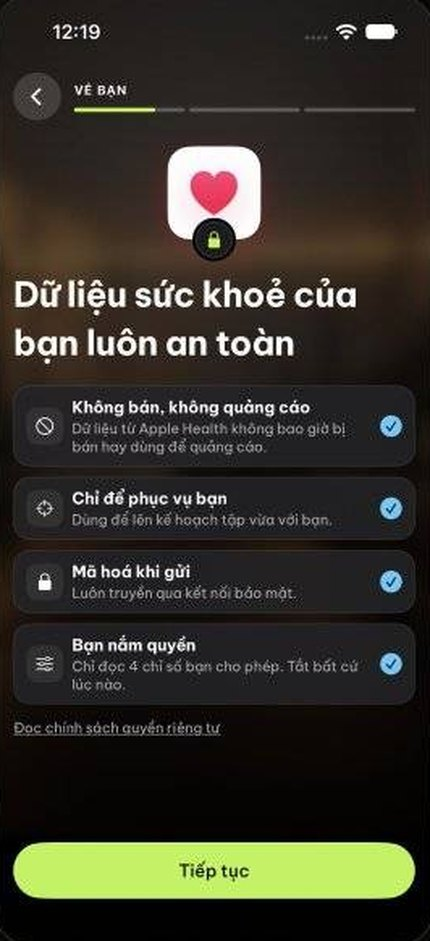 12:19
VỀ BẠN
Dữ liệu sức khoẻ của
bạn luôn an toàn
Không bán, không quảng cáo
Dữ liệu từ Apple Health không bao giờ bị
bán hay dùng để quảng cáo.
Chỉ để phục vụ bạn
Dùng để lên kế hoạch tập vừa với bạn.
Mã hoá khi gửi
Luôn truyền qua kết nối bảo mật.
Bạn nắm quyền
Chỉ đọc 4 chỉ số bạn cho phép. Tắt bất cứ
lúc nào.
Đọc chính sách quyền riêng tư
Tiếp tục